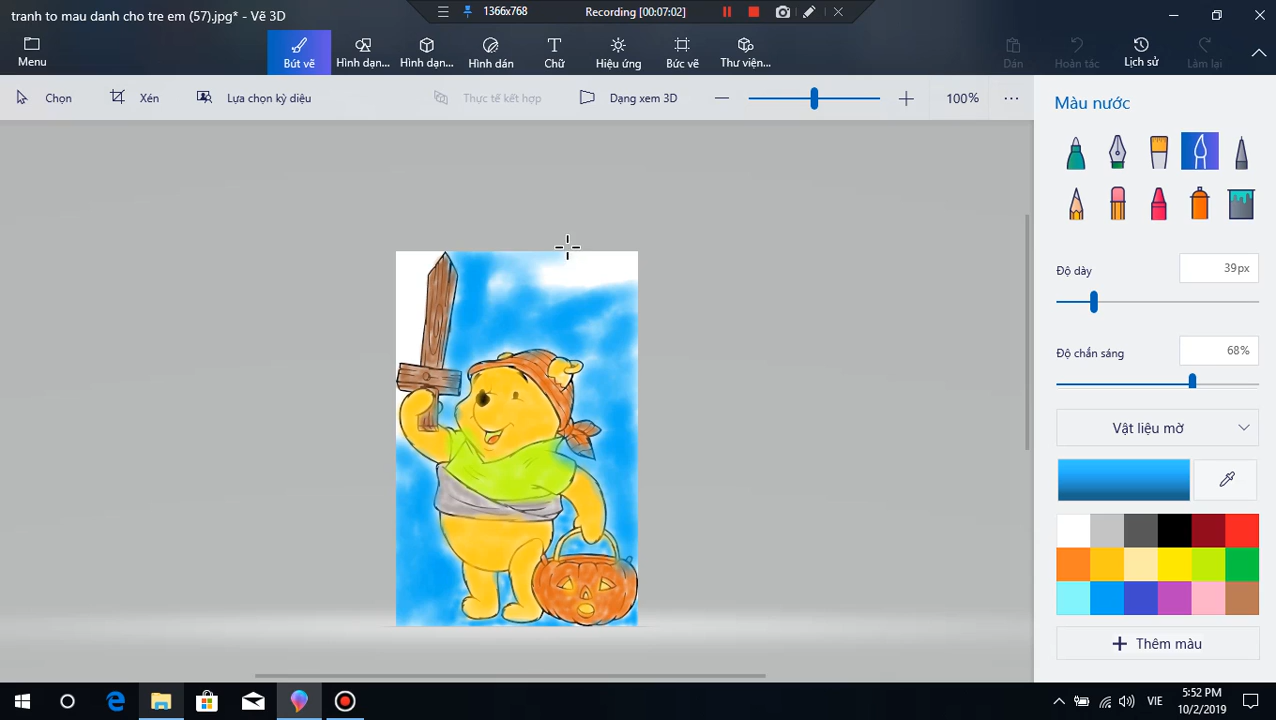 tranh to mau danh cho tre em (57).jpg* - Vẽ 3D
1366x768
Recording [00:07:02]
Menu
Bút vẽ
Hình dạn...
Hình dạn...
Hình dán
Chữ
Hiệu ứng
Bức vẽ
Thư viện...
Dán
Hoàn tác
Lịch sử
Làm lại
Chọn
Xén
Lựa chọn kỳ diệu
Thực tế kết hợp
Dạng xem 3D
100%
Màu nước
Độ dày
39px
Độ chắn sáng
68%
Vật liệu mờ
Thêm màu
VIE
5:52 PM
10/2/2019